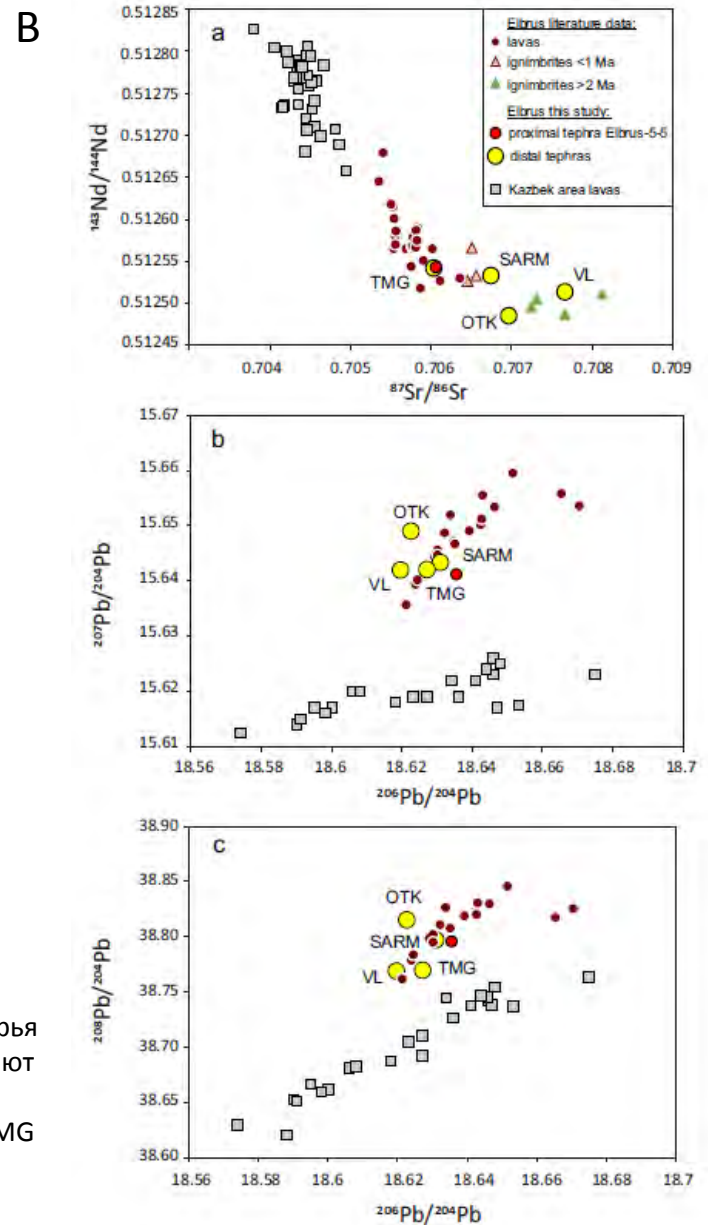 B
a
Elbrus literature data:
lavas
ignimbrites <1 Ma
ignimbrites >2 Ma
Elbrus this study:
proximal tephra Elbrus-5-5
distal tephras
Kazbek area lavas
0.51285
0.51280
0.51275
0.51270
0.51265
0.51260
0.51255
0.51250
0.51245
¹⁴³Nd/¹⁴⁴Nd
TMG
SARM
VL
OTK
0.704 0.705 0.706 0.707 0.708 0.709
⁸⁷Sr/⁸⁶Sr
b
15.67
15.66
15.65
15.64
15.63
15.62
15.61
²⁰⁷Pb/²⁰⁴Pb
OTK
SARM
VL
TMG
18.56 18.58 18.6 18.62 18.64 18.66 18.68 18.7
²⁰⁶Pb/²⁰⁴Pb
c
38.90
38.85
38.80
38.75
38.70
38.65
38.60
²⁰⁸Pb/²⁰⁴Pb
OTK
SARM
VL
TMG
18.56 18.58 18.6 18.62 18.64 18.66 18.68 18.7
²⁰⁶Pb/²⁰⁴Pb
рья
ют
MG